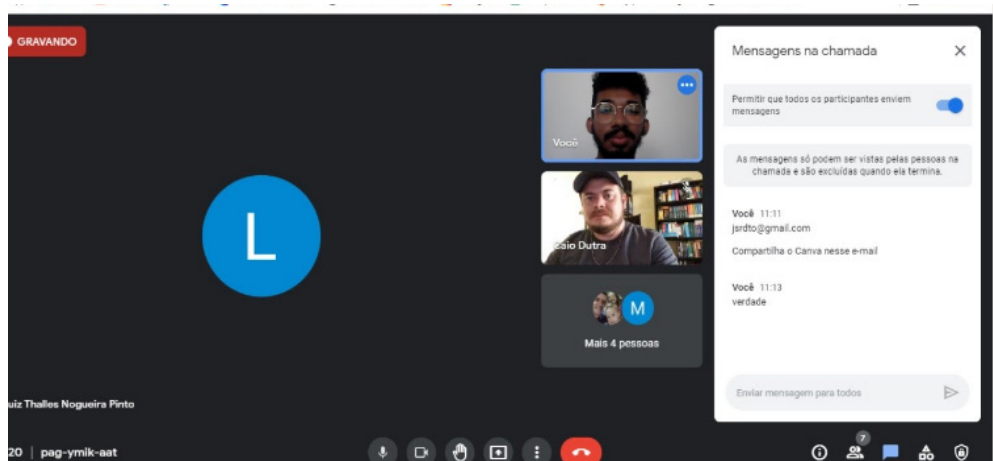 GRAVANDO
Você
Caio Dutra
L
M
Mais 4 pessoas
uiz Thalles Nogueira Pinto
20 | pag-ymik-aat
Mensagens na chamada
Permitir que todos os participantes enviem
mensagens
As mensagens só podem ser vistas pelas pessoas na
chamada e são excluídas quando ela termina.
Você 11:11
jsrdto@gmail.com
Compartilha o Canva nesse e-mail
Você 11:13
verdade
Enviar mensagem para todos
7